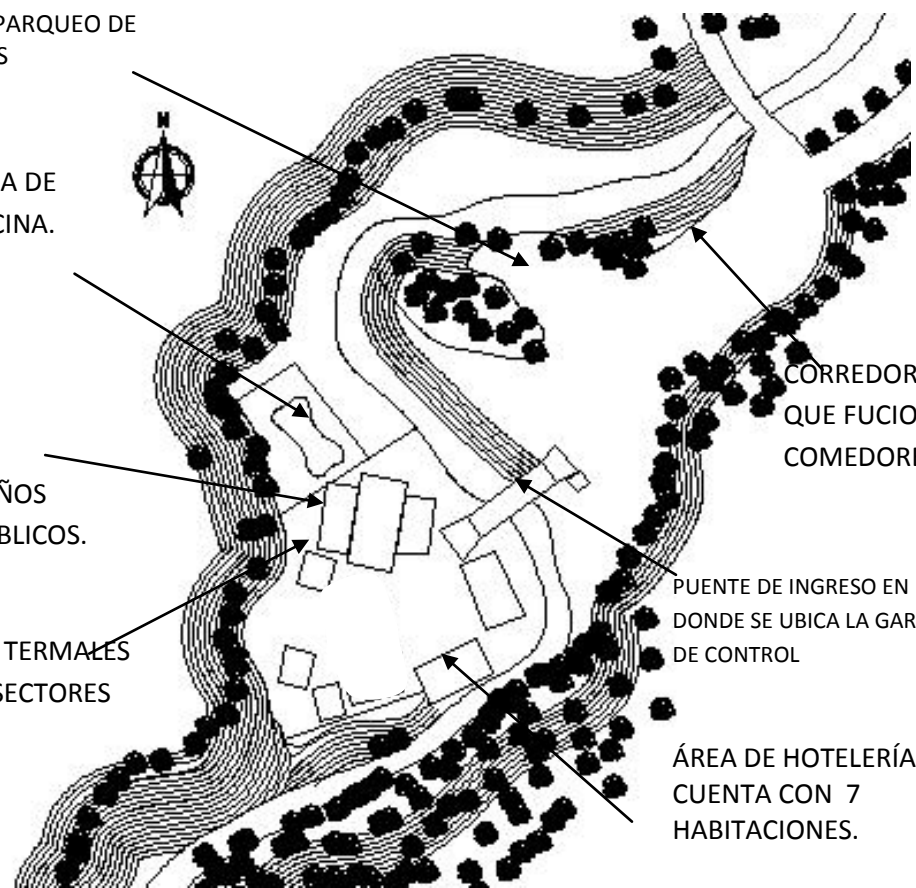 PARQUEO DE
S
N
A DE
CINA.
ÑOS
BLICOS.
TERMALES
SECTORES
CORREDOR
QUE FUCIO
COMEDOR
PUENTE DE INGRESO EN
DONDE SE UBICA LA GAR
DE CONTROL
ÁREA DE HOTELERÍA
CUENTA CON 7
HABITACIONES.